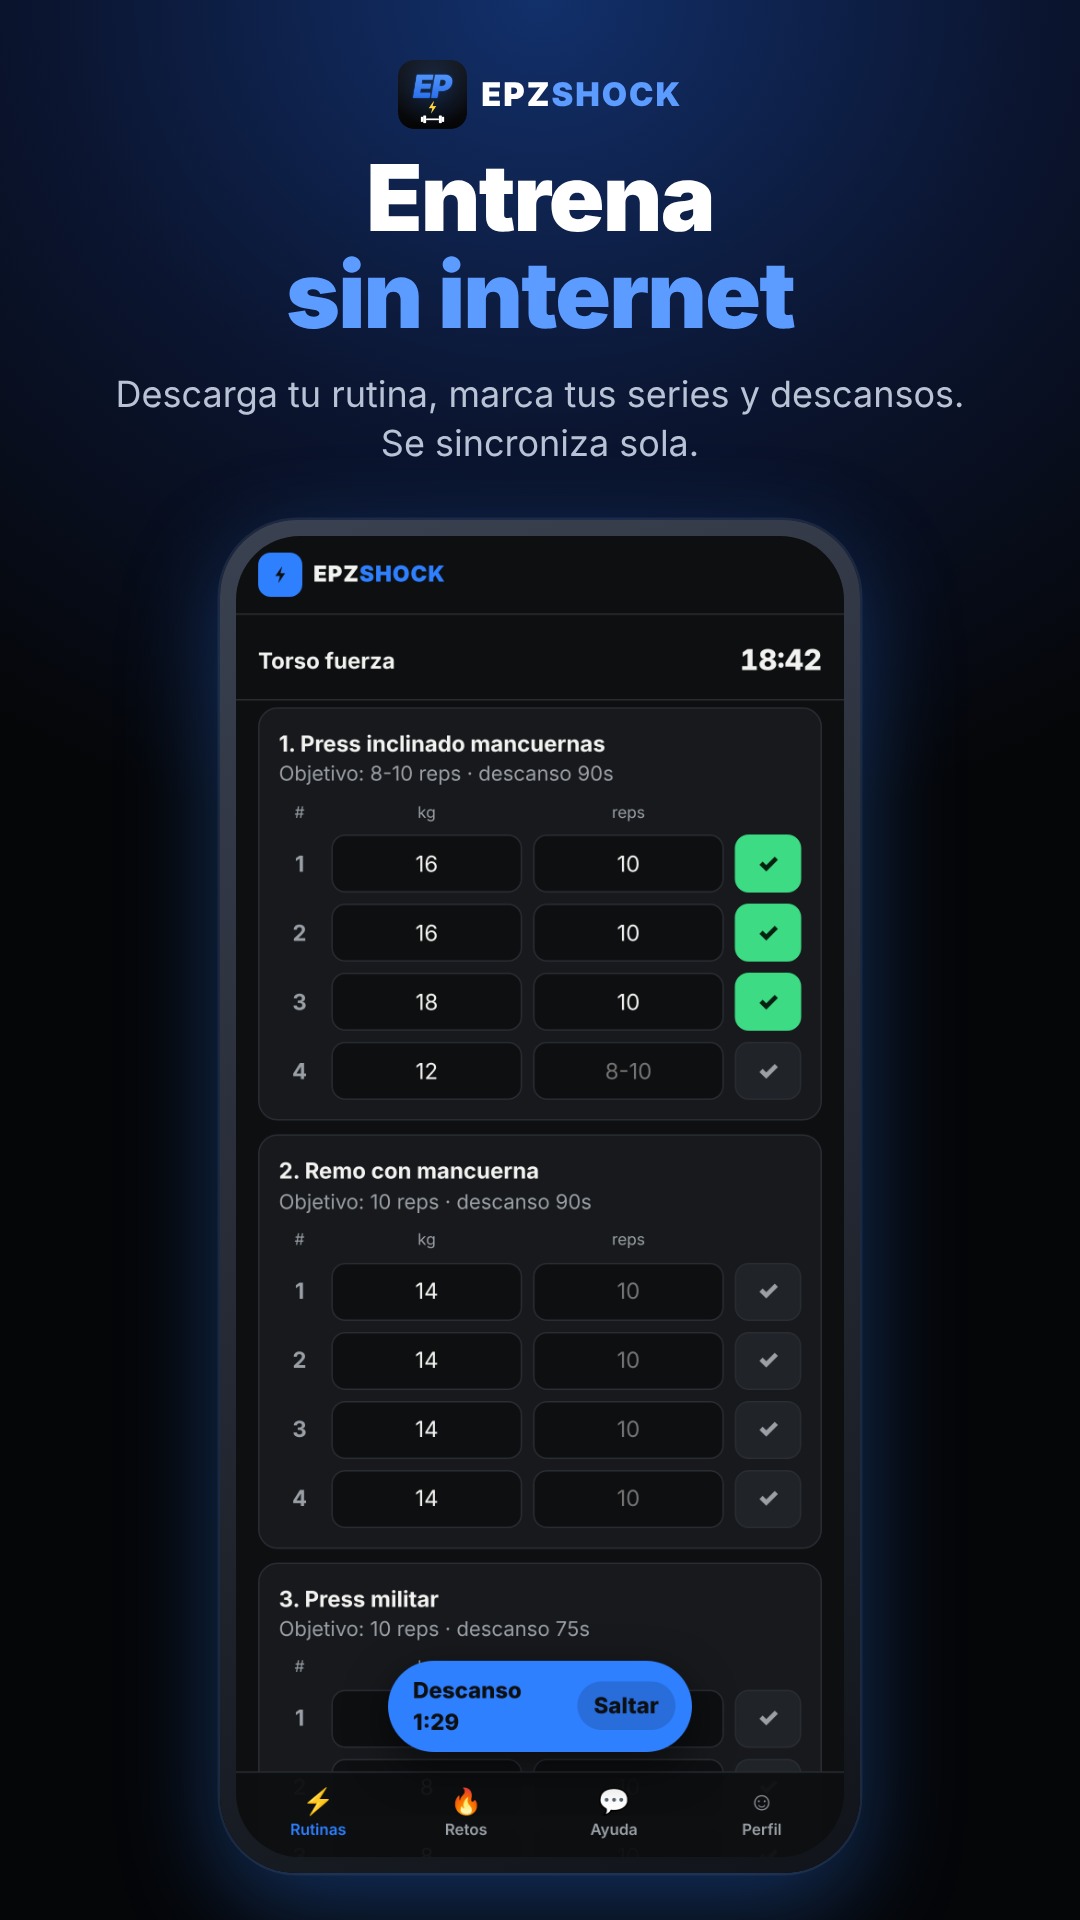 EP
EPZSHOCK
Entrena
sin internet
Descarga tu rutina, marca tus series y descansos.
Se sincroniza sola.
EPZSHOCK
Torso fuerza 18:42
1. Press inclinado mancuernas
Objetivo: 8-10 reps · descanso 90s
# kg reps
1 16 10 ✓
2 16 10 ✓
3 18 10 ✓
4 12 8-10 ✓
2. Remo con mancuerna
Objetivo: 10 reps · descanso 90s
# kg reps
1 14 10 ✓
2 14 10 ✓
3 14 10 ✓
4 14 10 ✓
3. Press militar
Objetivo: 10 reps · descanso 75s
#
Descanso
1:29
Saltar
1 ✓
2 8 10
Rutinas Retos Ayuda Perfil